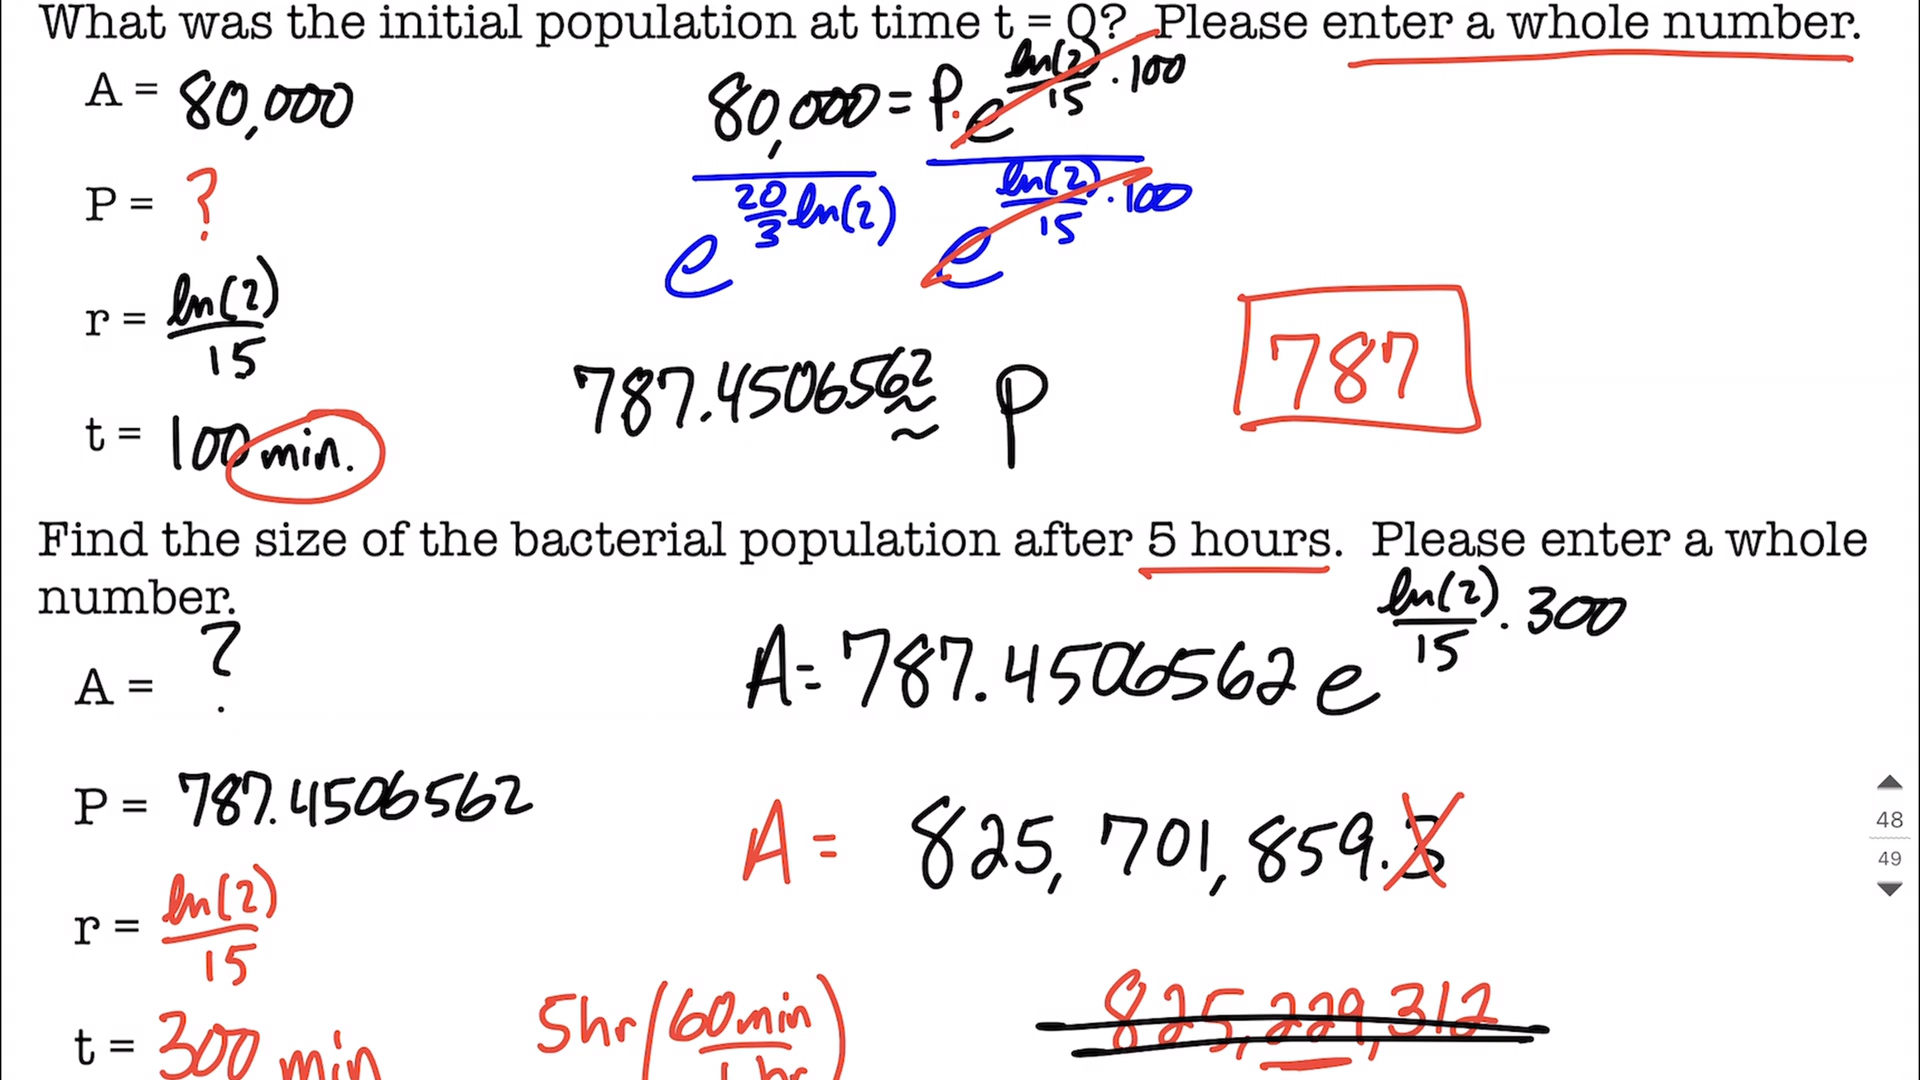 What was the initial population at time t = 0? Please enter a whole number.
A = 80,000
80,000 = P · e^(ln(2)/15 · 100)
e^(20/3 ln(2))   e^(ln(2)/15 · 100)
P = ?
r = ln(2)/15
787.4506562 ≈ P
787
t = 100 min.
Find the size of the bacterial population after 5 hours. Please enter a whole
number.
A = ?
A = 787.4506562 e^(ln(2)/15 · 300)
P = 787.4506562
A = 825,701,859.3
r = ln(2)/15
825,229,312
t = 300 min
5hr (60min / 1 hr)
48
49